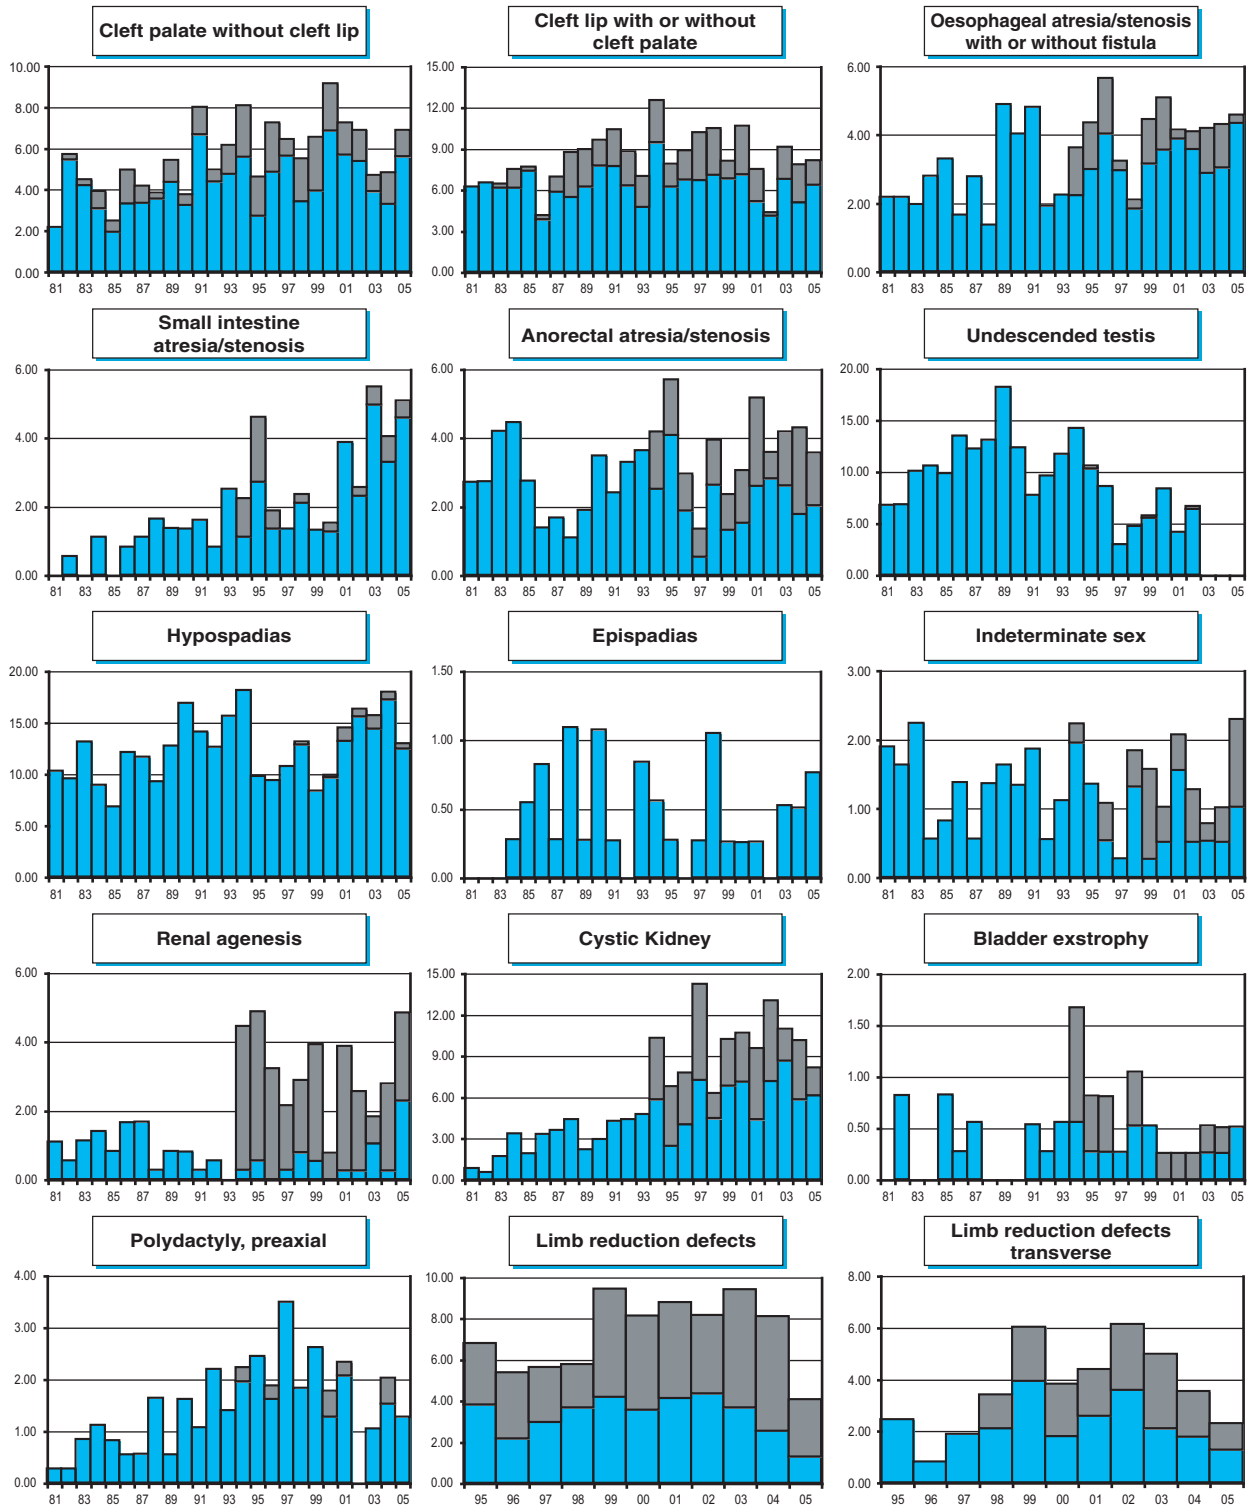 Cleft palate without cleft lip
10.00
8.00
6.00
4.00
2.00
0.00
81 83 85 87 89 91 93 95 97 99 01 03 05
Cleft lip with or without
cleft palate
15.00
12.00
9.00
6.00
3.00
0.00
81 83 85 87 89 91 93 95 97 99 01 03 05
Oesophageal atresia/stenosis
with or without fistula
6.00
4.00
2.00
0.00
81 83 85 87 89 91 93 95 97 99 01 03 05
Small intestine
atresia/stenosis
6.00
4.00
2.00
0.00
81 83 85 87 89 91 93 95 97 99 01 03 05
Anorectal atresia/stenosis
6.00
4.00
2.00
0.00
81 83 85 87 89 91 93 95 97 99 01 03 05
Undescended testis
20.00
15.00
10.00
5.00
0.00
81 83 85 87 89 91 93 95 97 99 01 03 05
Hypospadias
20.00
15.00
10.00
5.00
0.00
81 83 85 87 89 91 93 95 97 99 01 03 05
Epispadias
1.50
1.00
0.50
0.00
81 83 85 87 89 91 93 95 97 99 01 03 05
Indeterminate sex
3.00
2.00
1.00
0.00
81 83 85 87 89 91 93 95 97 99 01 03 05
Renal agenesis
6.00
4.00
2.00
0.00
81 83 85 87 89 91 93 95 97 99 01 03 05
Cystic Kidney
15.00
12.00
9.00
6.00
3.00
0.00
81 83 85 87 89 91 93 95 97 99 01 03 05
Bladder exstrophy
2.00
1.50
1.00
0.50
0.00
81 83 85 87 89 91 93 95 97 99 01 03 05
Polydactyly, preaxial
4.00
3.00
2.00
1.00
0.00
81 83 85 87 89 91 93 95 97 99 01 03 05
Limb reduction defects
10.00
8.00
6.00
4.00
2.00
0.00
95 96 97 98 99 00 01 02 03 04 05
Limb reduction defects
transverse
8.00
6.00
4.00
2.00
0.00
95 96 97 98 99 00 01 02 03 04 05